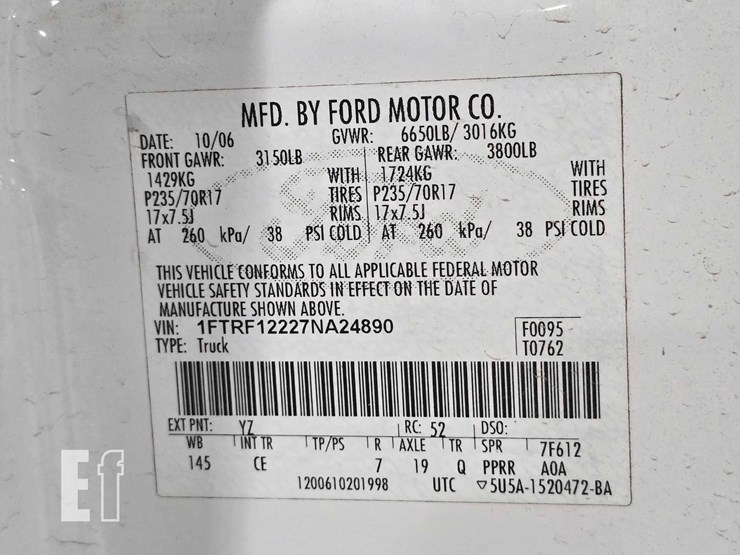 MFD. BY FORD MOTOR CO.
DATE: 10/06 GVWR: 6650LB/ 3016KG
FRONT GAWR: 3150LB REAR GAWR: 3800LB
1429KG WITH 1724KG WITH
P235/70R17 TIRES P235/70R17 TIRES
17x7.5J RIMS 17x7.5J RIMS
AT 260 kPa/ 38 PSI COLD AT 260 kPa/ 38 PSI COLD
THIS VEHICLE CONFORMS TO ALL APPLICABLE FEDERAL MOTOR
VEHICLE SAFETY STANDARDS IN EFFECT ON THE DATE OF
MANUFACTURE SHOWN ABOVE.
VIN: 1FTRF12227NA24890 F0095
TYPE: Truck T0762
EXT PNT: YZ RC: 52 DSO:
WB INT TR TP/PS R AXLE TR SPR 7F612
145 CE 7 19 Q PPRR A0A
1200610201998 UTC ▽5U5A-1520472-BA
Ef